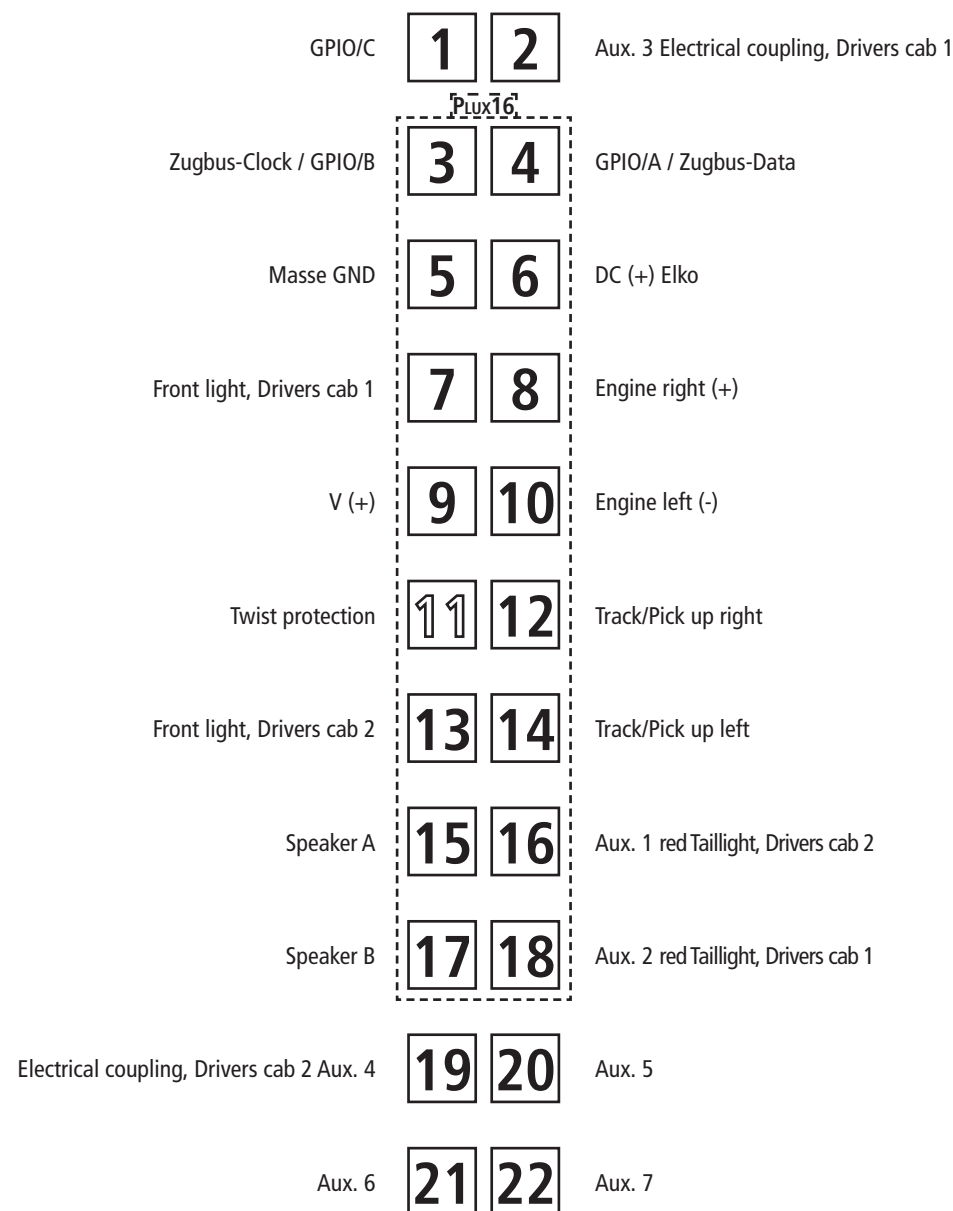 GPIO/C 1 2 Aux. 3 Electrical coupling, Drivers cab 1
PLUX16
Zugbus-Clock / GPIO/B 3 4 GPIO/A / Zugbus-Data
Masse GND 5 6 DC (+) Elko
Front light, Drivers cab 1 7 8 Engine right (+)
V (+) 9 10 Engine left (-)
Twist protection 11 12 Track/Pick up right
Front light, Drivers cab 2 13 14 Track/Pick up left
Speaker A 15 16 Aux. 1 red Taillight, Drivers cab 2
Speaker B 17 18 Aux. 2 red Taillight, Drivers cab 1
Electrical coupling, Drivers cab 2 Aux. 4 19 20 Aux. 5
Aux. 6 21 22 Aux. 7